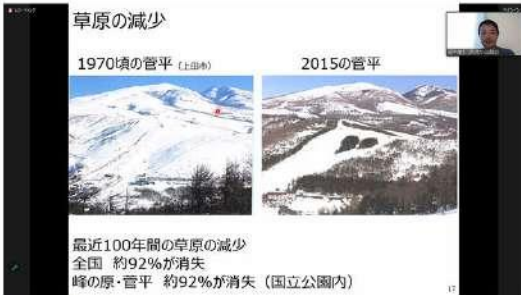 草原の減少
1970頃の菅平（上田市）
2015の菅平
最近100年間の草原の減少
全国 約92%が消失
峰の原・菅平 約92%が消失（国立公園内）
17